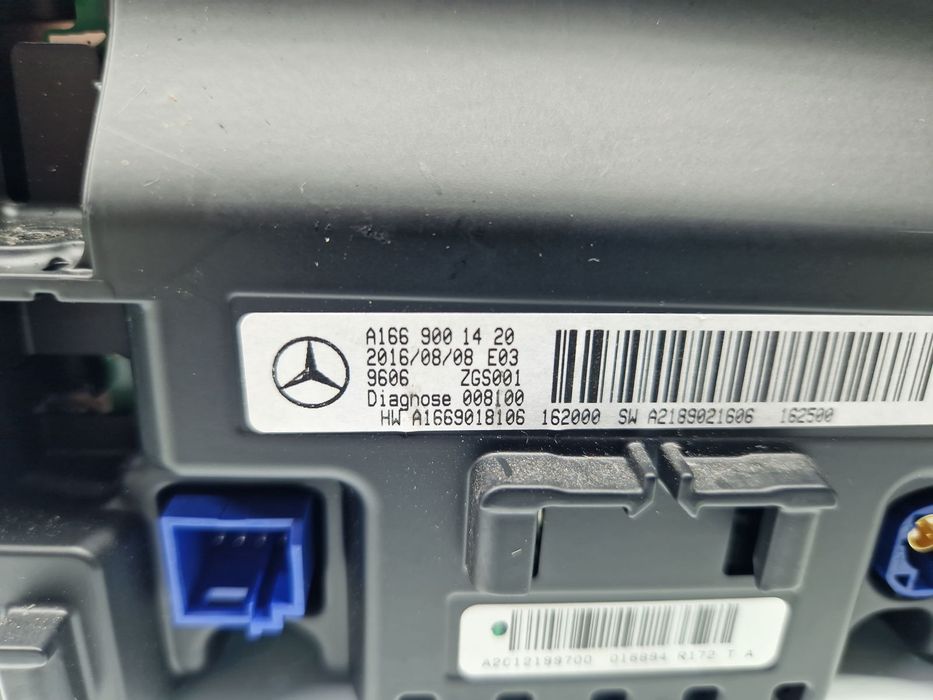 A166 900 14 20
2016/08/08 E03
9606 ZGS001
Diagnose 008100
HW A1669018106 162000 SW A2189021606 162500
A2C12199700 016894 R172 T A